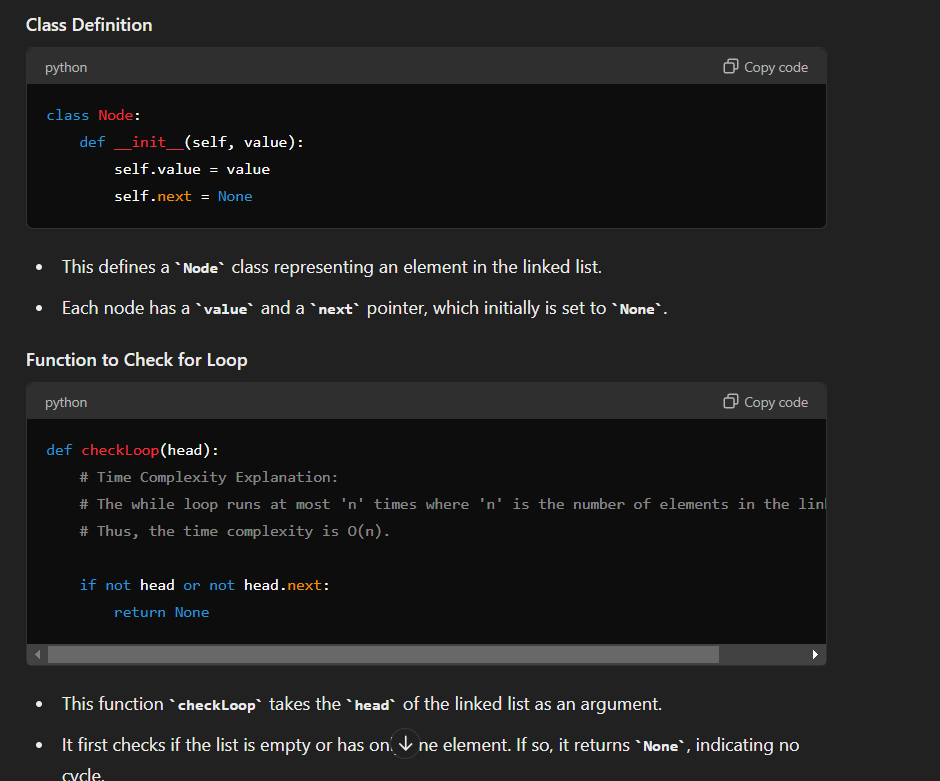 Class Definition
python
Copy code
class Node:
    def __init__(self, value):
        self.value = value
        self.next = None
• This defines a `Node` class representing an element in the linked list.
• Each node has a `value` and a `next` pointer, which initially is set to `None`.
Function to Check for Loop
python
Copy code
def checkLoop(head):
    # Time Complexity Explanation:
    # The while loop runs at most 'n' times where 'n' is the number of elements in the
    # Thus, the time complexity is O(n).
    if not head or not head.next:
        return None
• This function `checkLoop` takes the `head` of the linked list as an argument.
• It first checks if the list is empty or has element. If so, it returns `None`, indicating no
cycle.